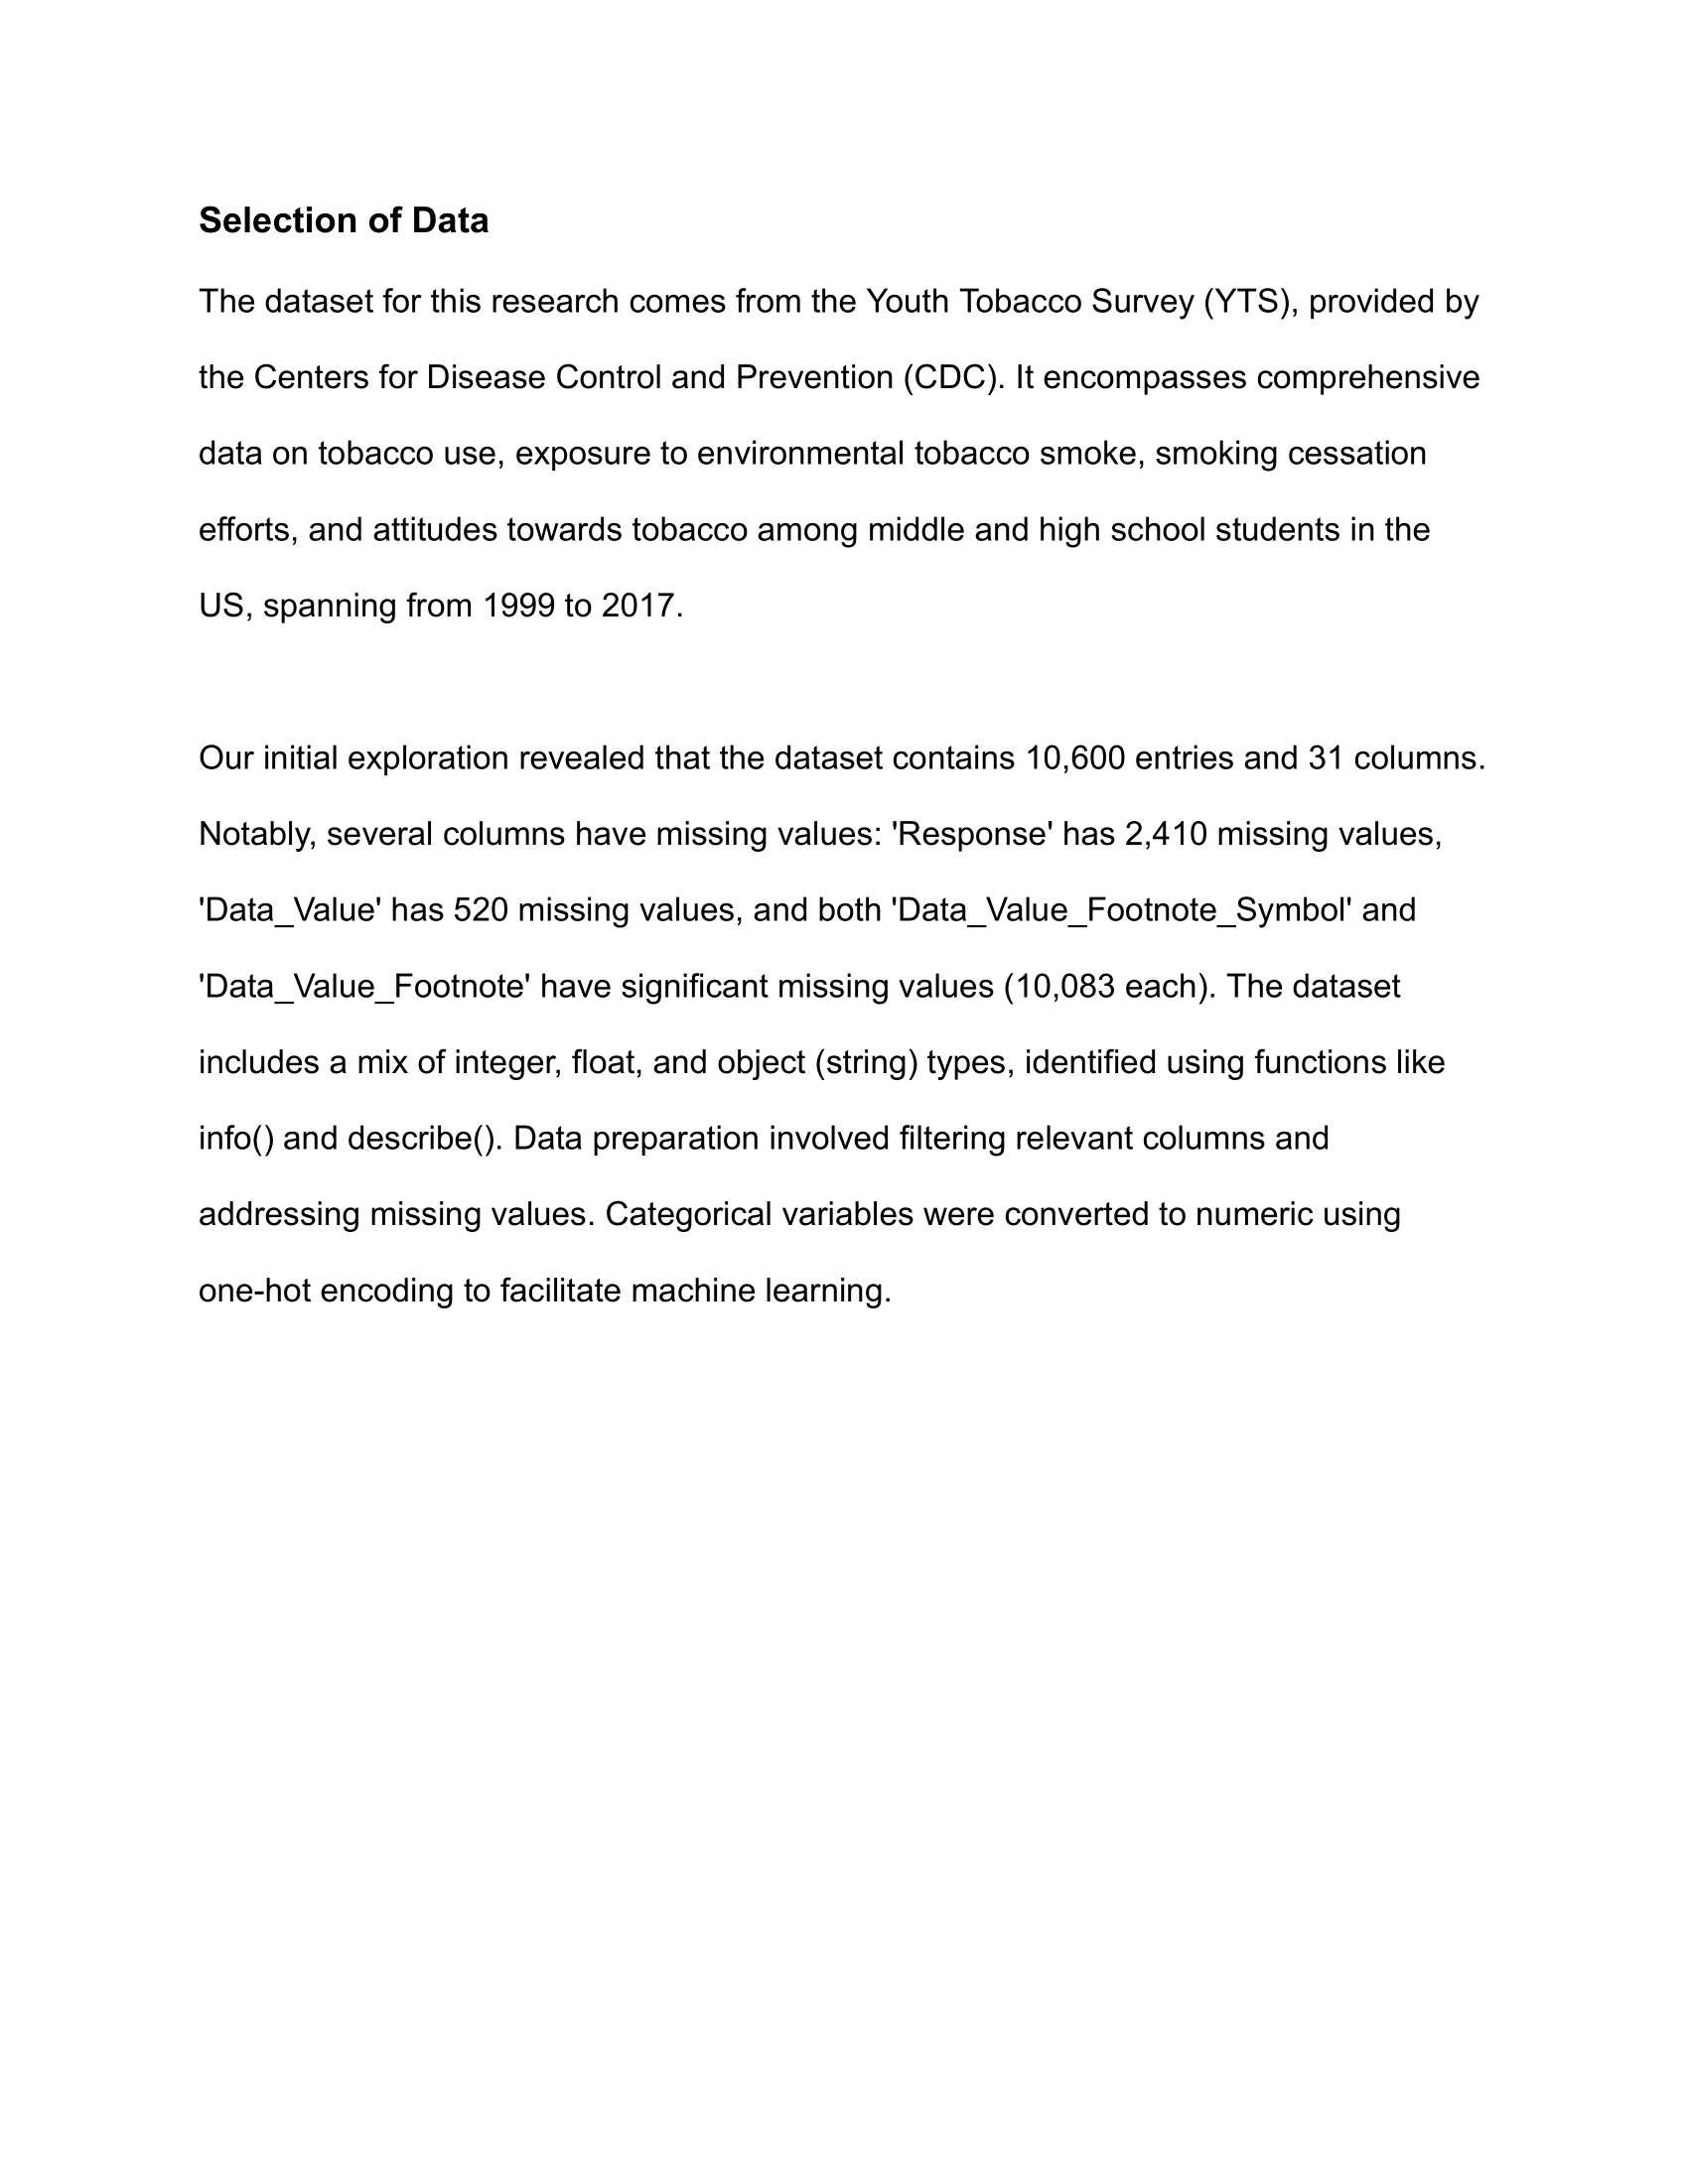 Selection of Data
The dataset for this research comes from the Youth Tobacco Survey (YTS), provided by
the Centers for Disease Control and Prevention (CDC). It encompasses comprehensive
data on tobacco use, exposure to environmental tobacco smoke, smoking cessation
efforts, and attitudes towards tobacco among middle and high school students in the
US, spanning from 1999 to 2017.
Our initial exploration revealed that the dataset contains 10,600 entries and 31 columns.
Notably, several columns have missing values: 'Response' has 2,410 missing values,
'Data_Value' has 520 missing values, and both 'Data_Value_Footnote_Symbol' and
'Data_Value_Footnote' have significant missing values (10,083 each). The dataset
includes a mix of integer, float, and object (string) types, identified using functions like
info() and describe(). Data preparation involved filtering relevant columns and
addressing missing values. Categorical variables were converted to numeric using
one-hot encoding to facilitate machine learning.